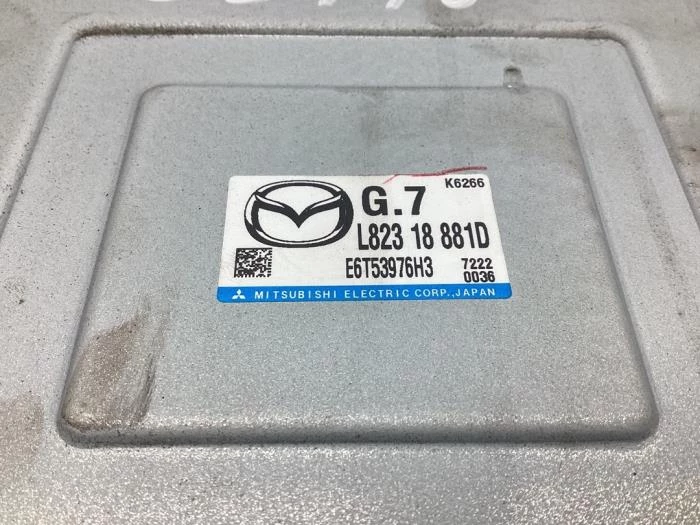 G.7 K6266
L823 18 881D
E6T53976H3 7222
0036
MITSUBISHI ELECTRIC CORP., JAPAN